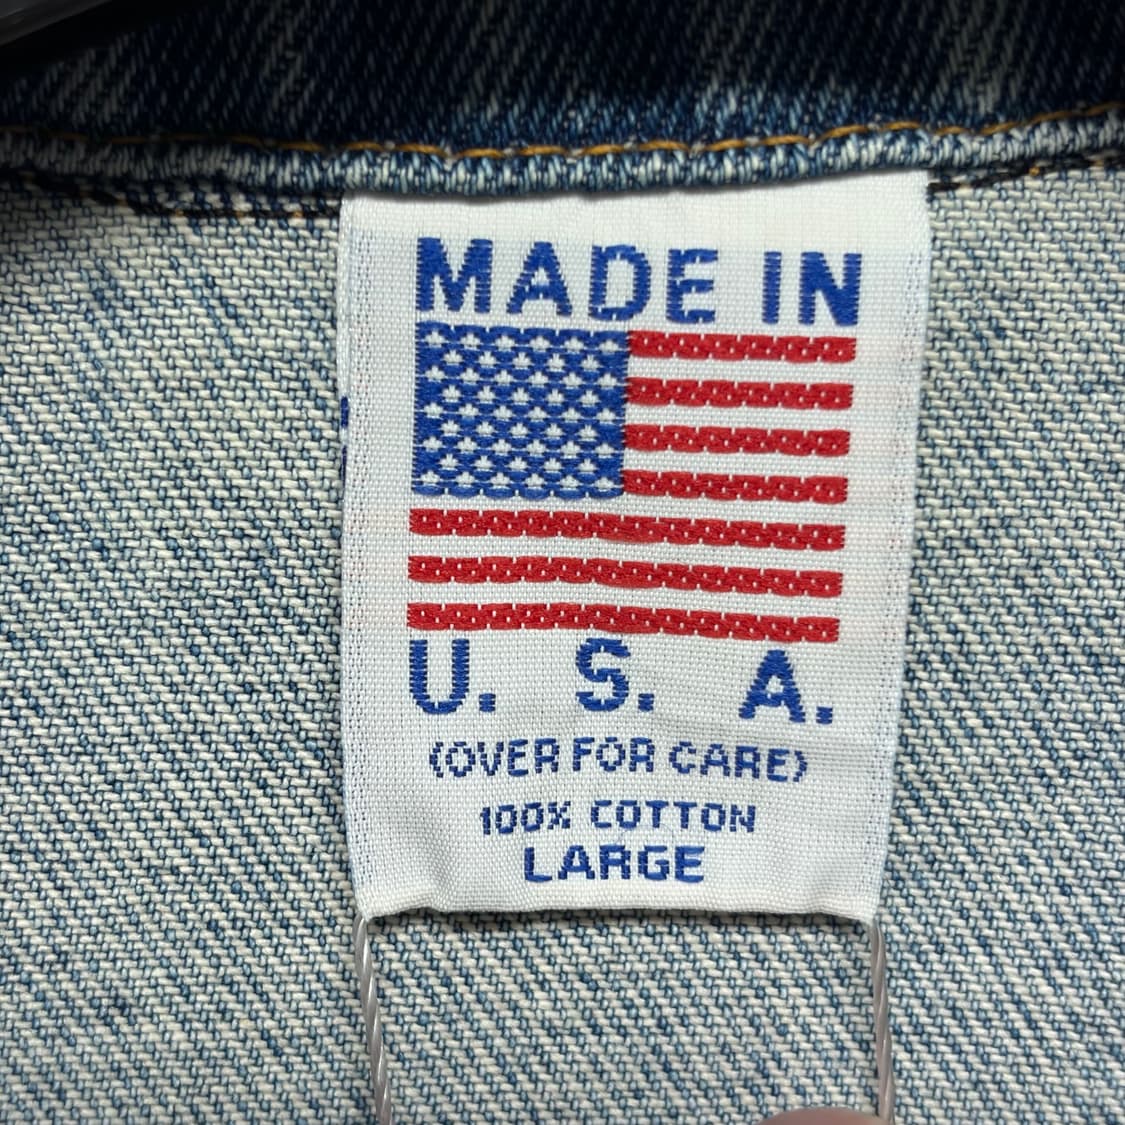 MADE IN
U. S. A.
(OVER FOR CARE)
100% COTTON
LARGE